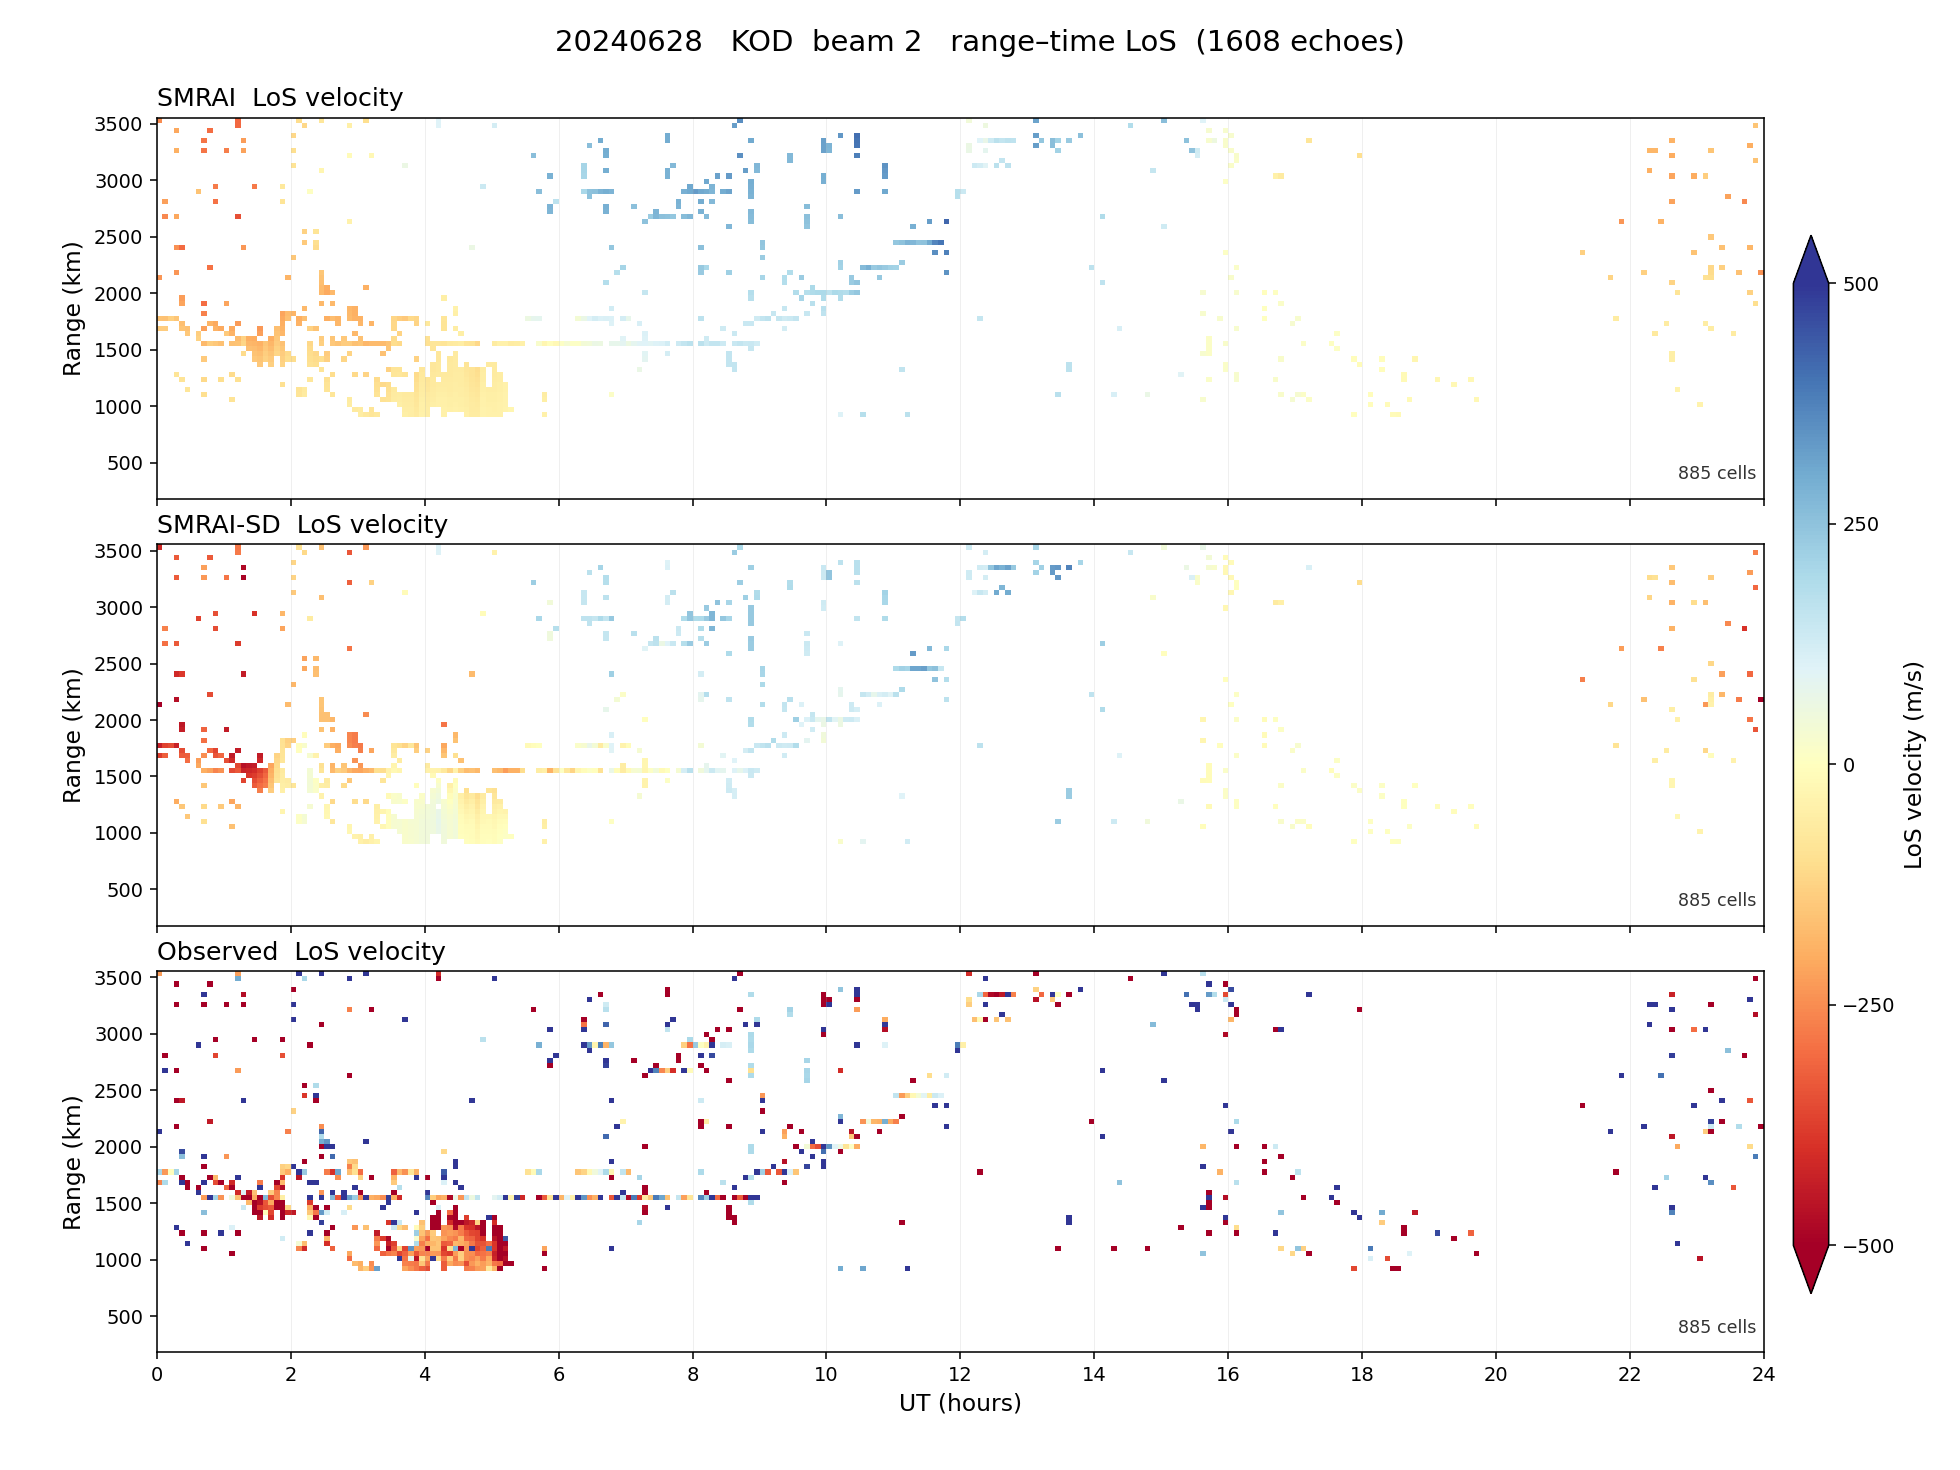 20240628   KOD  beam 2   range–time LoS  (1608 echoes)
SMRAI  LoS velocity
3500
3000
2500
2000
1500
1000
500
Range (km)
885 cells
SMRAI-SD  LoS velocity
3500
3000
2500
2000
1500
1000
500
Range (km)
885 cells
Observed  LoS velocity
3500
3000
2500
2000
1500
1000
500
Range (km)
885 cells
0 2 4 6 8 10 12 14 16 18 20 22 24
UT (hours)
500
250
0
−250
−500
LoS velocity (m/s)